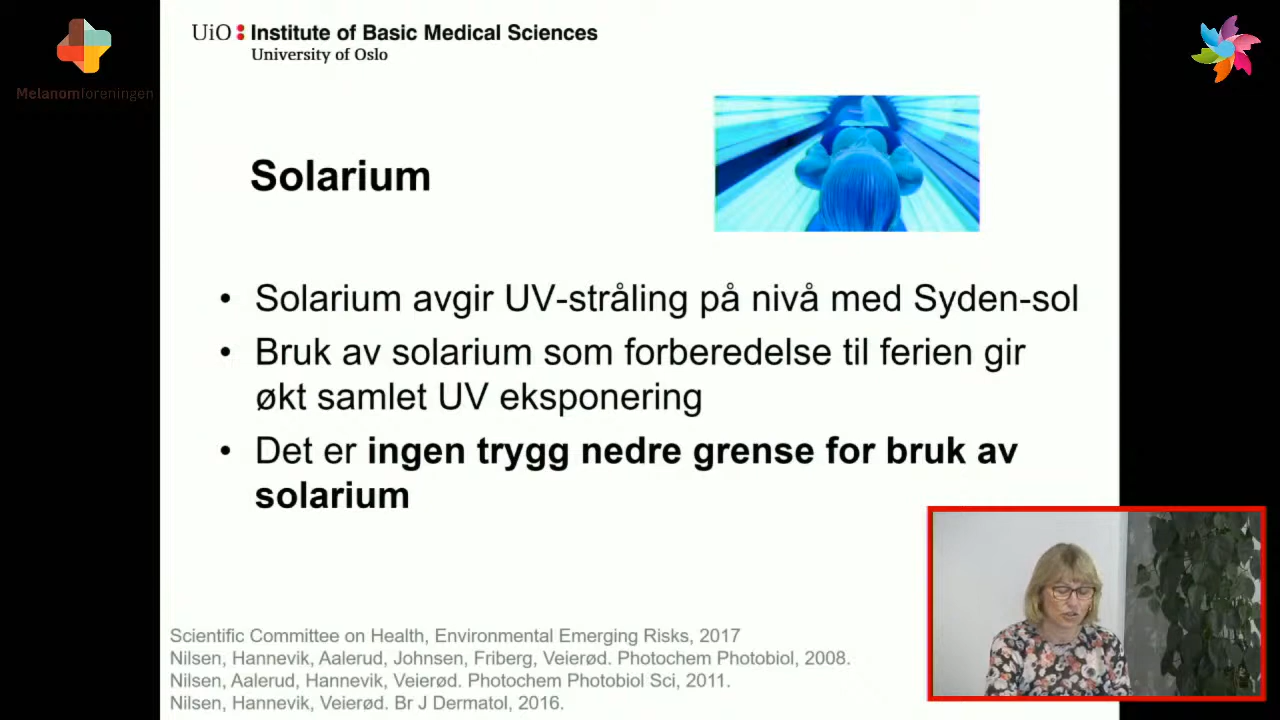 Melanomforeningen
UiO: Institute of Basic Medical Sciences
University of Oslo
Solarium
• Solarium avgir UV-stråling på nivå med Syden-sol
• Bruk av solarium som forberedelse til ferien gir
økt samlet UV eksponering
• Det er ingen trygg nedre grense for bruk av
solarium
Scientific Committee on Health, Environmental Emerging Risks, 2017
Nilsen, Hannevik, Aalerud, Johnsen, Friberg, Veierød. Photochem Photobiol, 2008.
Nilsen, Aalerud, Hannevik, Veierød. Photochem Photobiol Sci, 2011.
Nilsen, Hannevik, Veierød. Br J Dermatol, 2016.